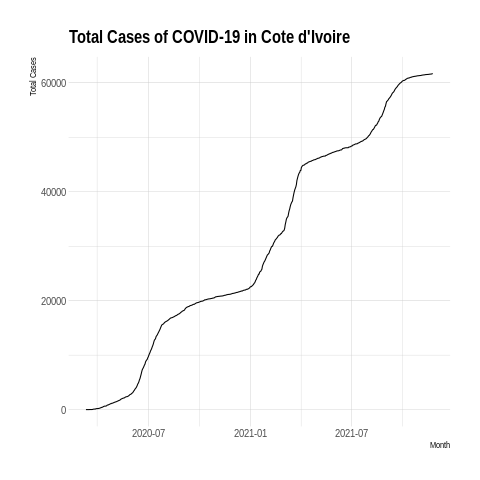 Total Cases of COVID-19 in Cote d'Ivoire
Total Cases
60000
40000
20000
0
2020-07 2021-01 2021-07
Month